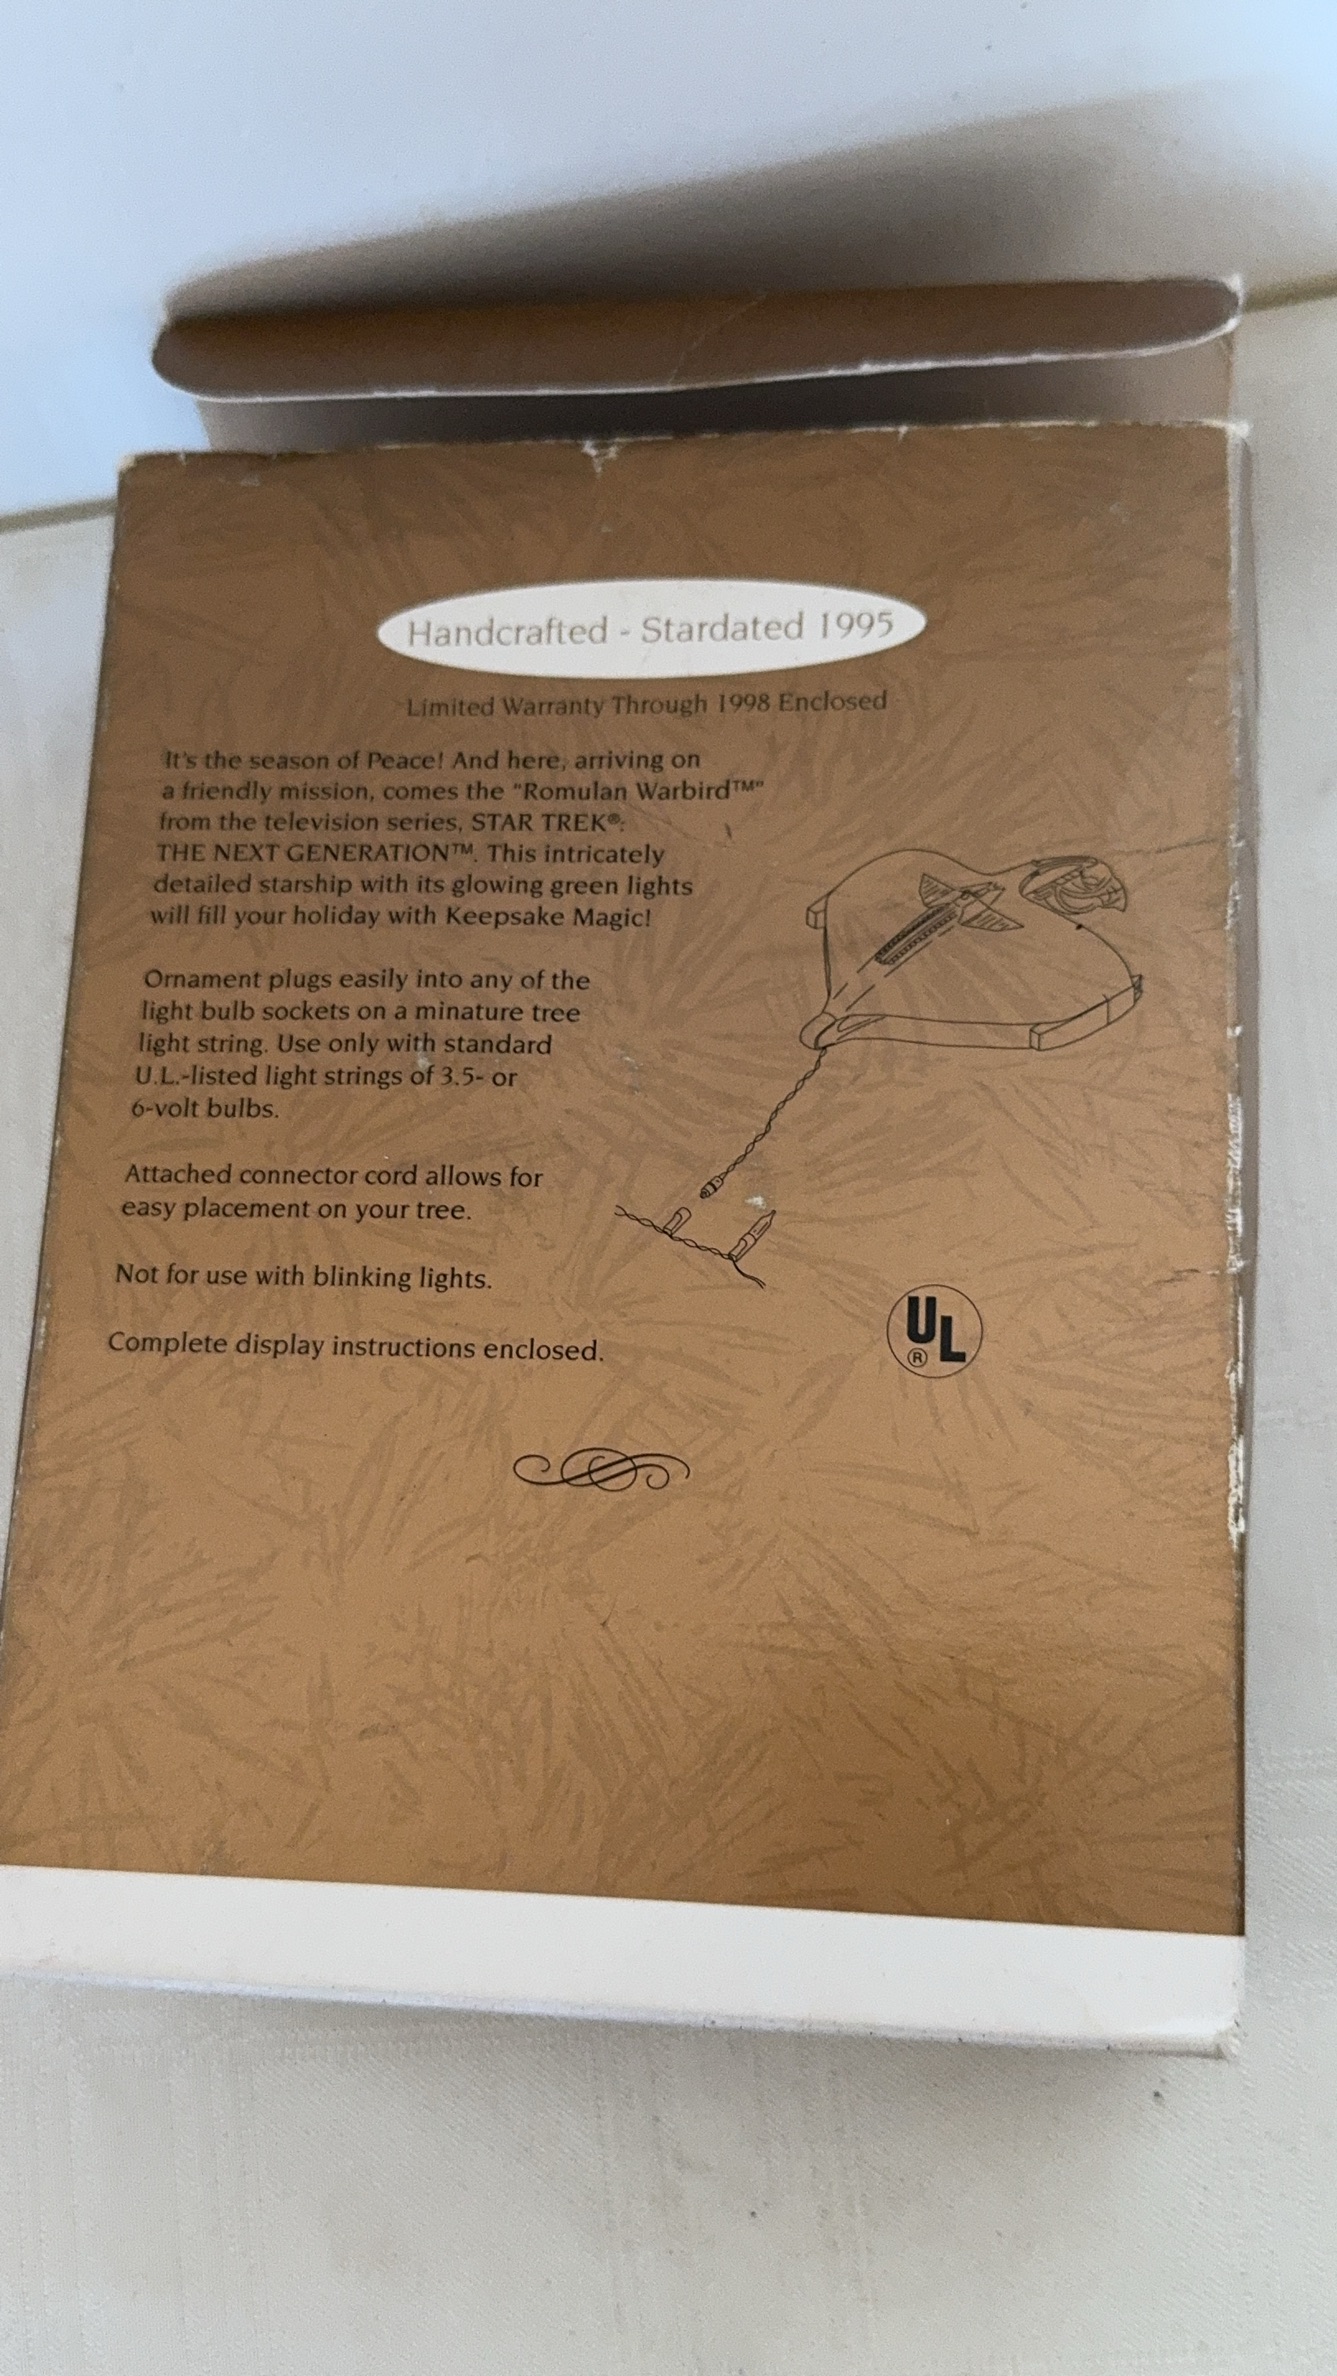 Handcrafted - Stardated 1995
Limited Warranty Through 1998 Enclosed
It's the season of Peace! And here, arriving on
a friendly mission, comes the "Romulan Warbird™"
from the television series, STAR TREK®:
THE NEXT GENERATION™. This intricately
detailed starship with its glowing green lights
will fill your holiday with Keepsake Magic!
Ornament plugs easily into any of the
light bulb sockets on a minature tree
light string. Use only with standard
U.L.-listed light strings of 3.5- or
6-volt bulbs.
Attached connector cord allows for
easy placement on your tree.
Not for use with blinking lights.
Complete display instructions enclosed.
UL
®